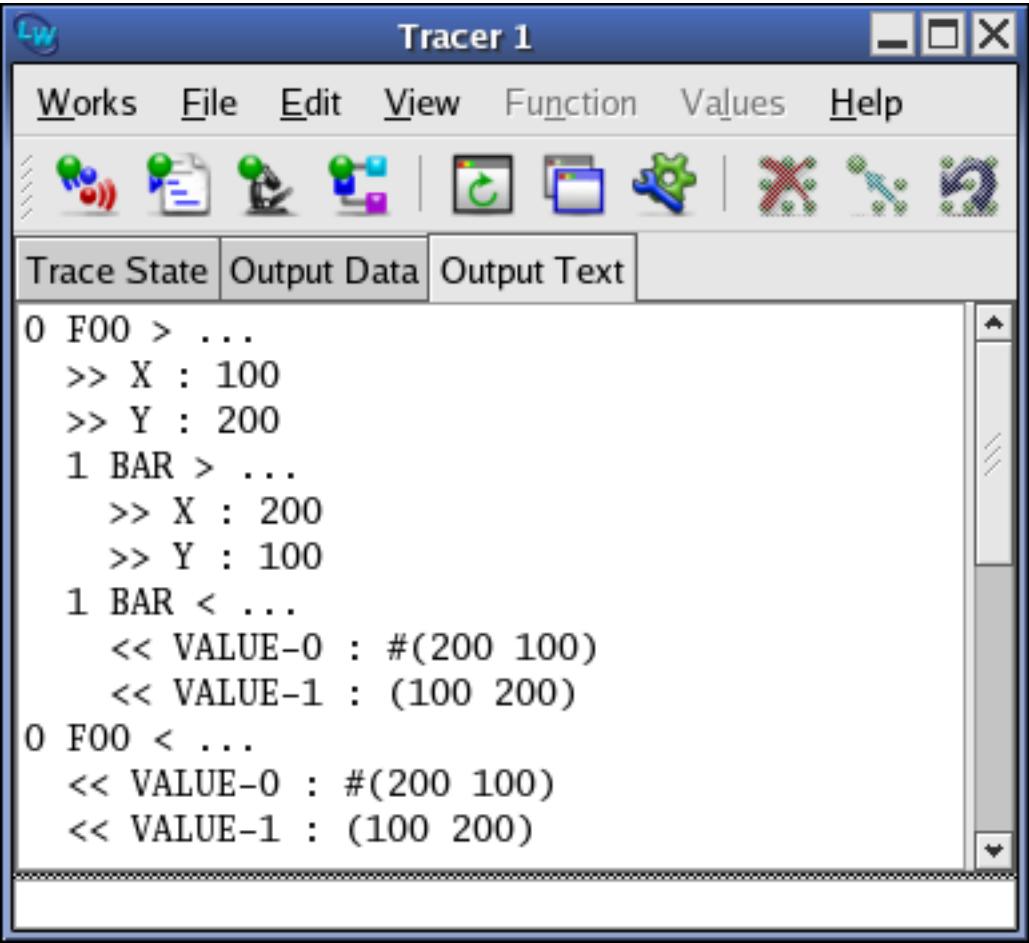 LW
Tracer 1
Works File Edit View Function Values Help
Trace State Output Data Output Text
0 FOO > ...
  >> X : 100
  >> Y : 200
  1 BAR > ...
    >> X : 200
    >> Y : 100
  1 BAR < ...
    << VALUE-0 : #(200 100)
    << VALUE-1 : (100 200)
0 FOO < ...
  << VALUE-0 : #(200 100)
  << VALUE-1 : (100 200)